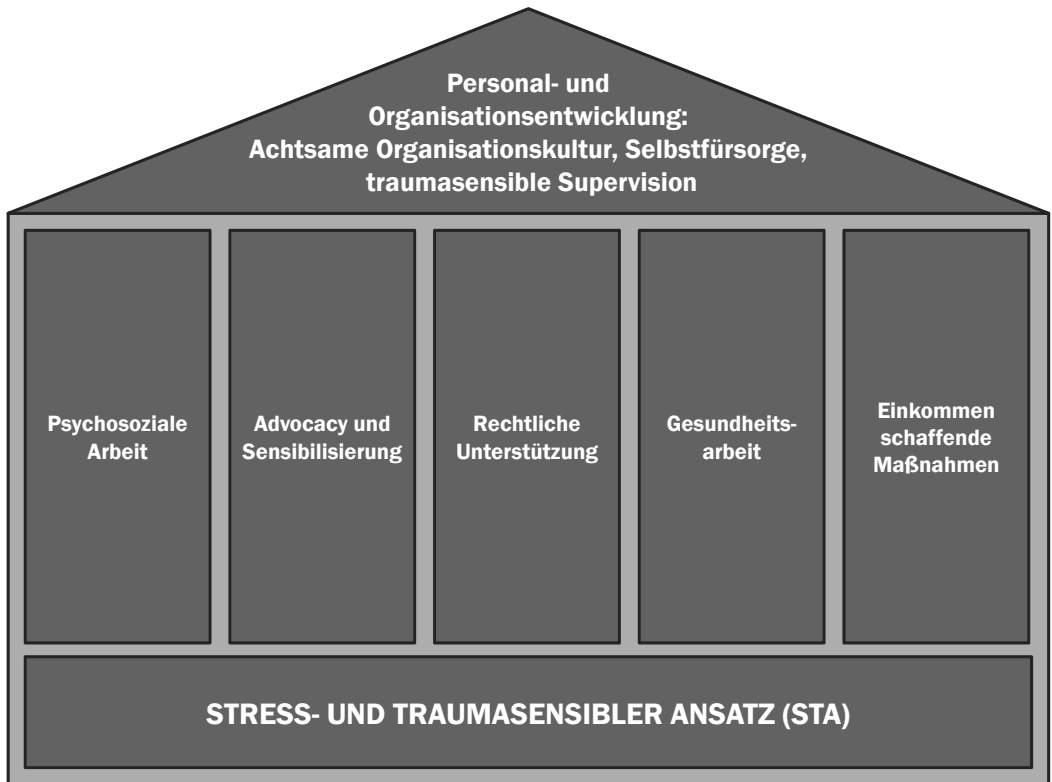 Personal- und
Organisationsentwicklung:
Achtsame Organisationskultur, Selbstfürsorge,
traumasensible Supervision
Psychosoziale
Arbeit
Advocacy und
Sensibilisierung
Rechtliche
Unterstützung
Gesundheits-
arbeit
Einkommen
schaffende
Maßnahmen
STRESS- UND TRAUMASENSIBLER ANSATZ (STA)